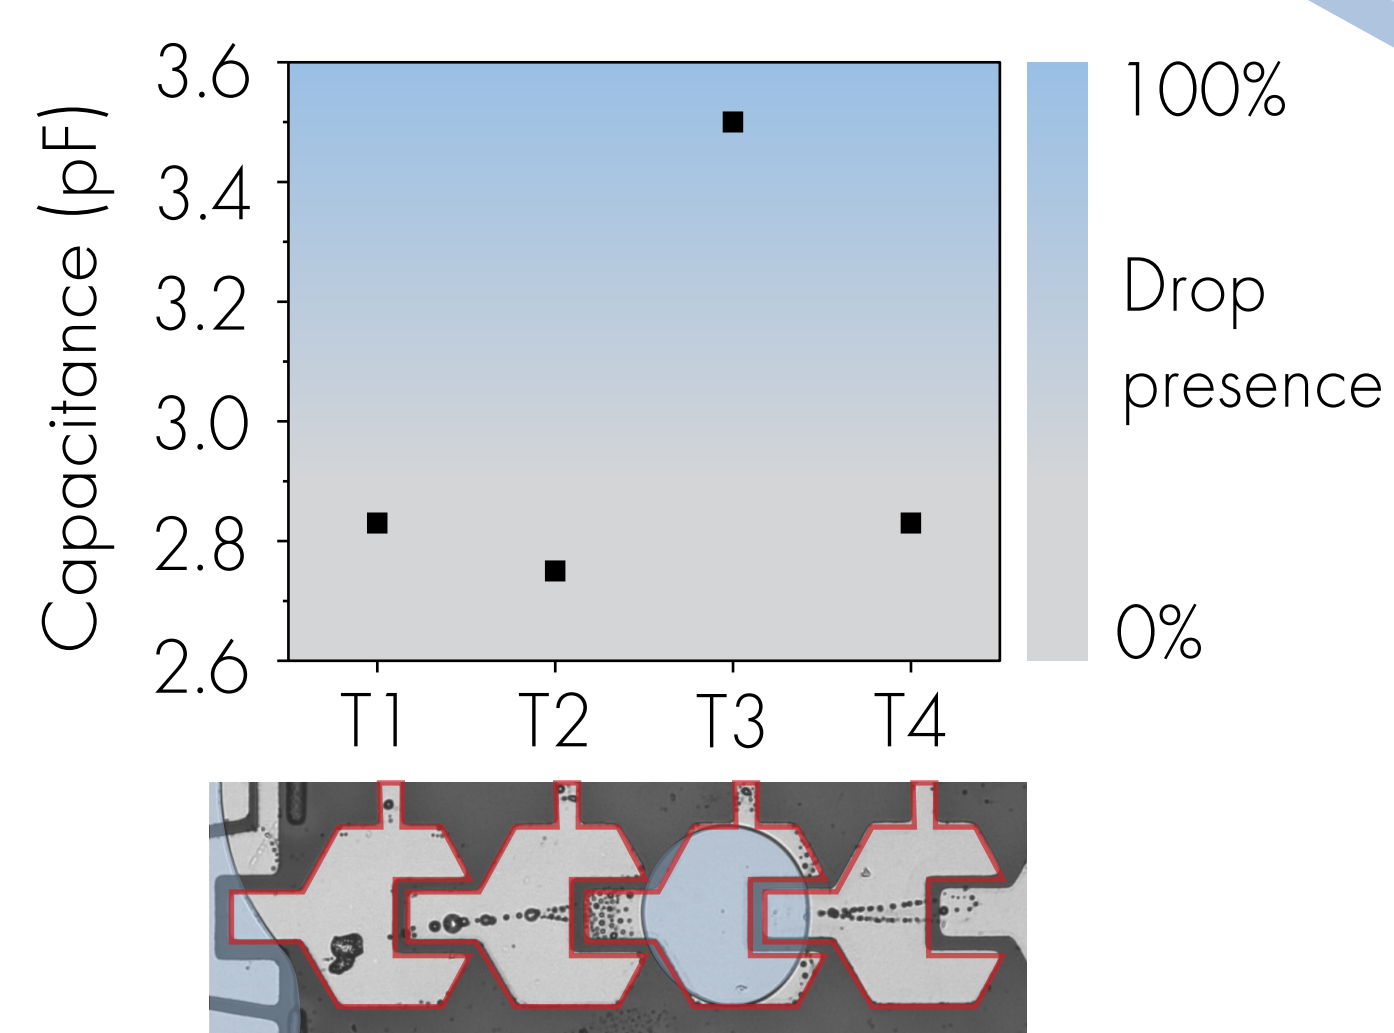 3.6
3.4
3.2
3.0
2.8
2.6
Capacitance (pF)
T1 T2 T3 T4
100%
Drop
presence
0%